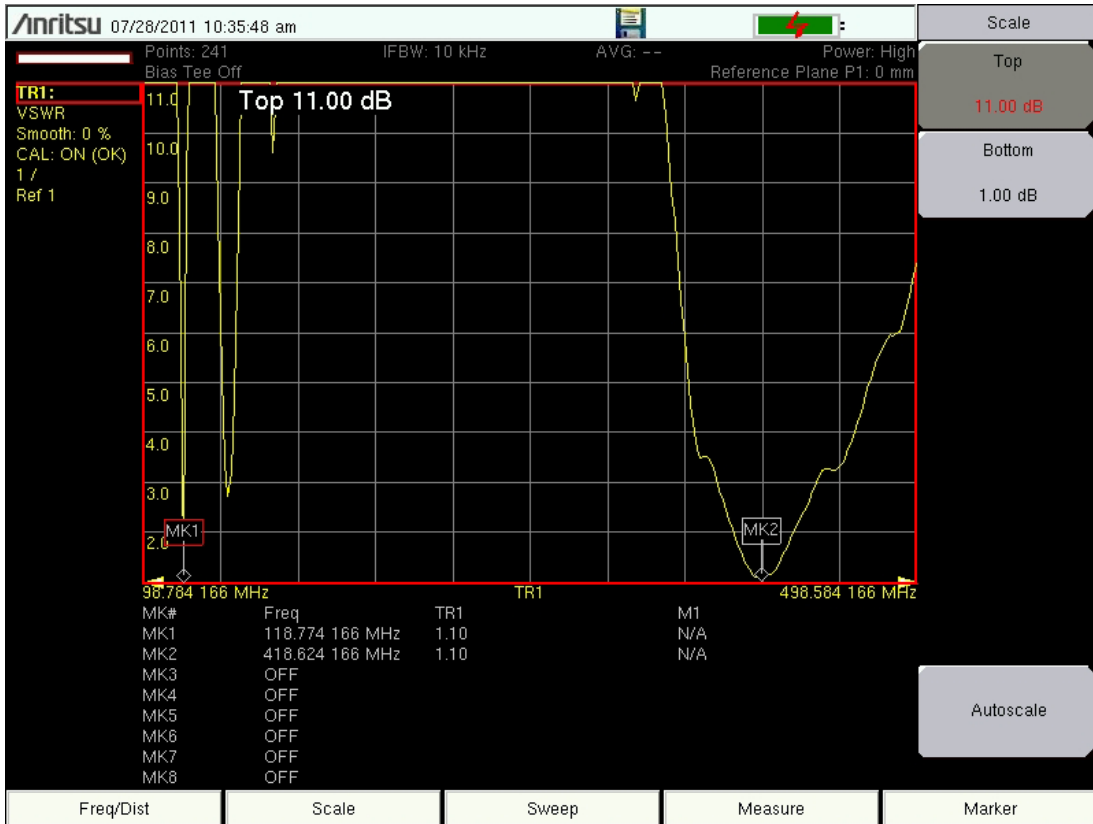 Anritsu 07/28/2011 10:35:48 am
Scale
Points: 241 IFBW: 10 kHz AVG: -- Power: High
Bias Tee Off Reference Plane P1: 0 mm
Top
11.00 dB
Bottom
1.00 dB
TR1:
VSWR
Smooth: 0 %
CAL: ON (OK)
1 /
Ref 1
Top 11.00 dB
11.0
10.0
9.0
8.0
7.0
6.0
5.0
4.0
3.0
2.0
MK1
MK2
98.784 166 MHz TR1 498.584 166 MHz
MK# Freq TR1 M1
MK1 118.774 166 MHz 1.10 N/A
MK2 418.624 166 MHz 1.10 N/A
MK3 OFF
MK4 OFF
MK5 OFF
MK6 OFF
MK7 OFF
MK8 OFF
Autoscale
Freq/Dist Scale Sweep Measure Marker